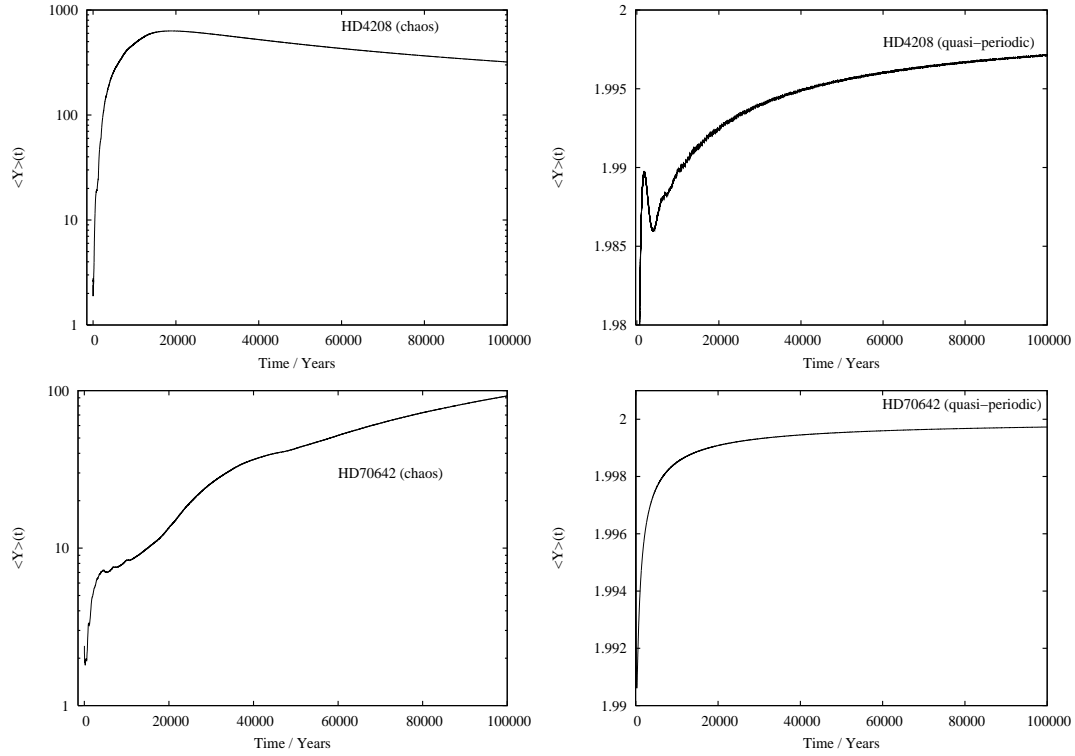 1000
100
10
1
<Y>(t)
HD4208 (chaos)
0 20000 40000 60000 80000 100000
Time / Years
2
1.995
1.99
1.985
1.98
<Y>(t)
HD4208 (quasi−periodic)
0 20000 40000 60000 80000 100000
Time / Years
100
10
1
<Y>(t)
HD70642 (chaos)
0 20000 40000 60000 80000 100000
Time / Years
2
1.998
1.996
1.994
1.992
1.99
<Y>(t)
HD70642 (quasi−periodic)
0 20000 40000 60000 80000 100000
Time / Years